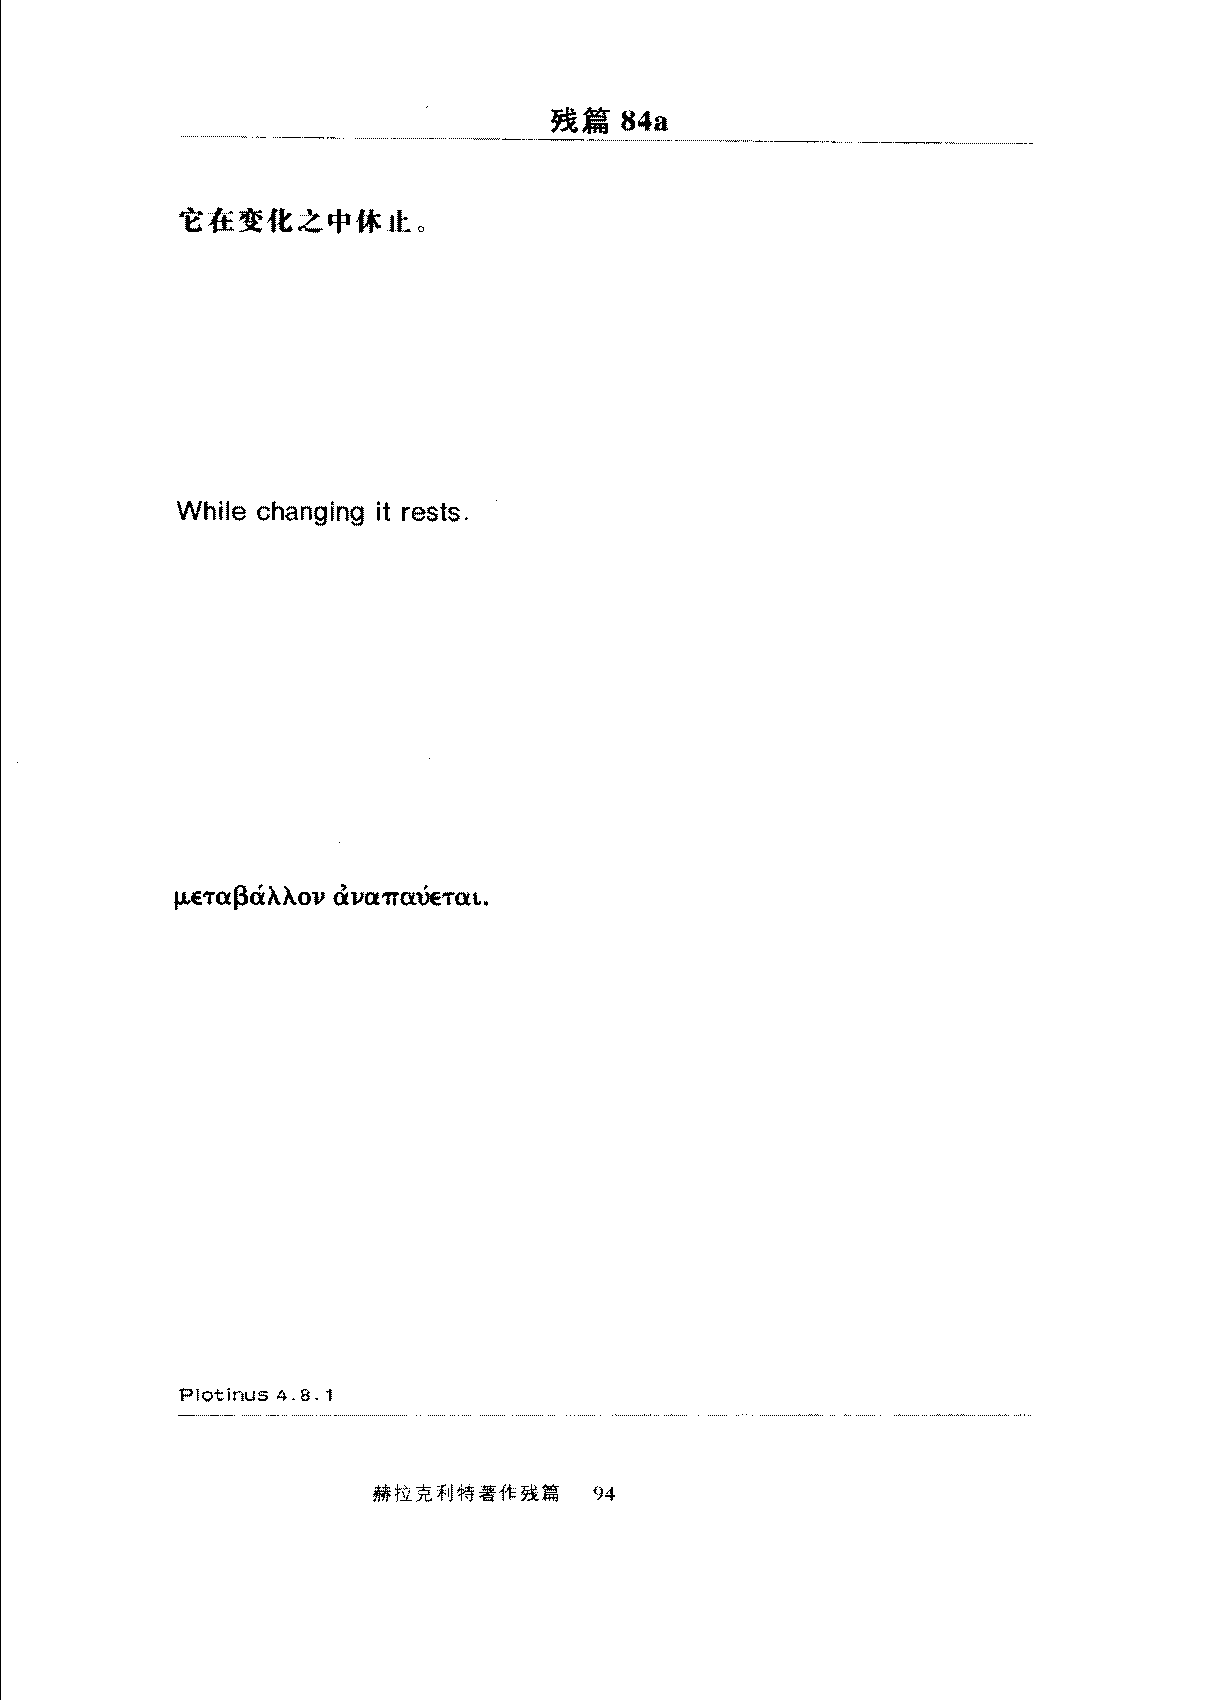 残篇 84a
它在变化之中休止。
While changing it rests.
μεταβάλλον ἀναπαύεται.
Plotinus 4.8.1
赫拉克利特著作残篇 94